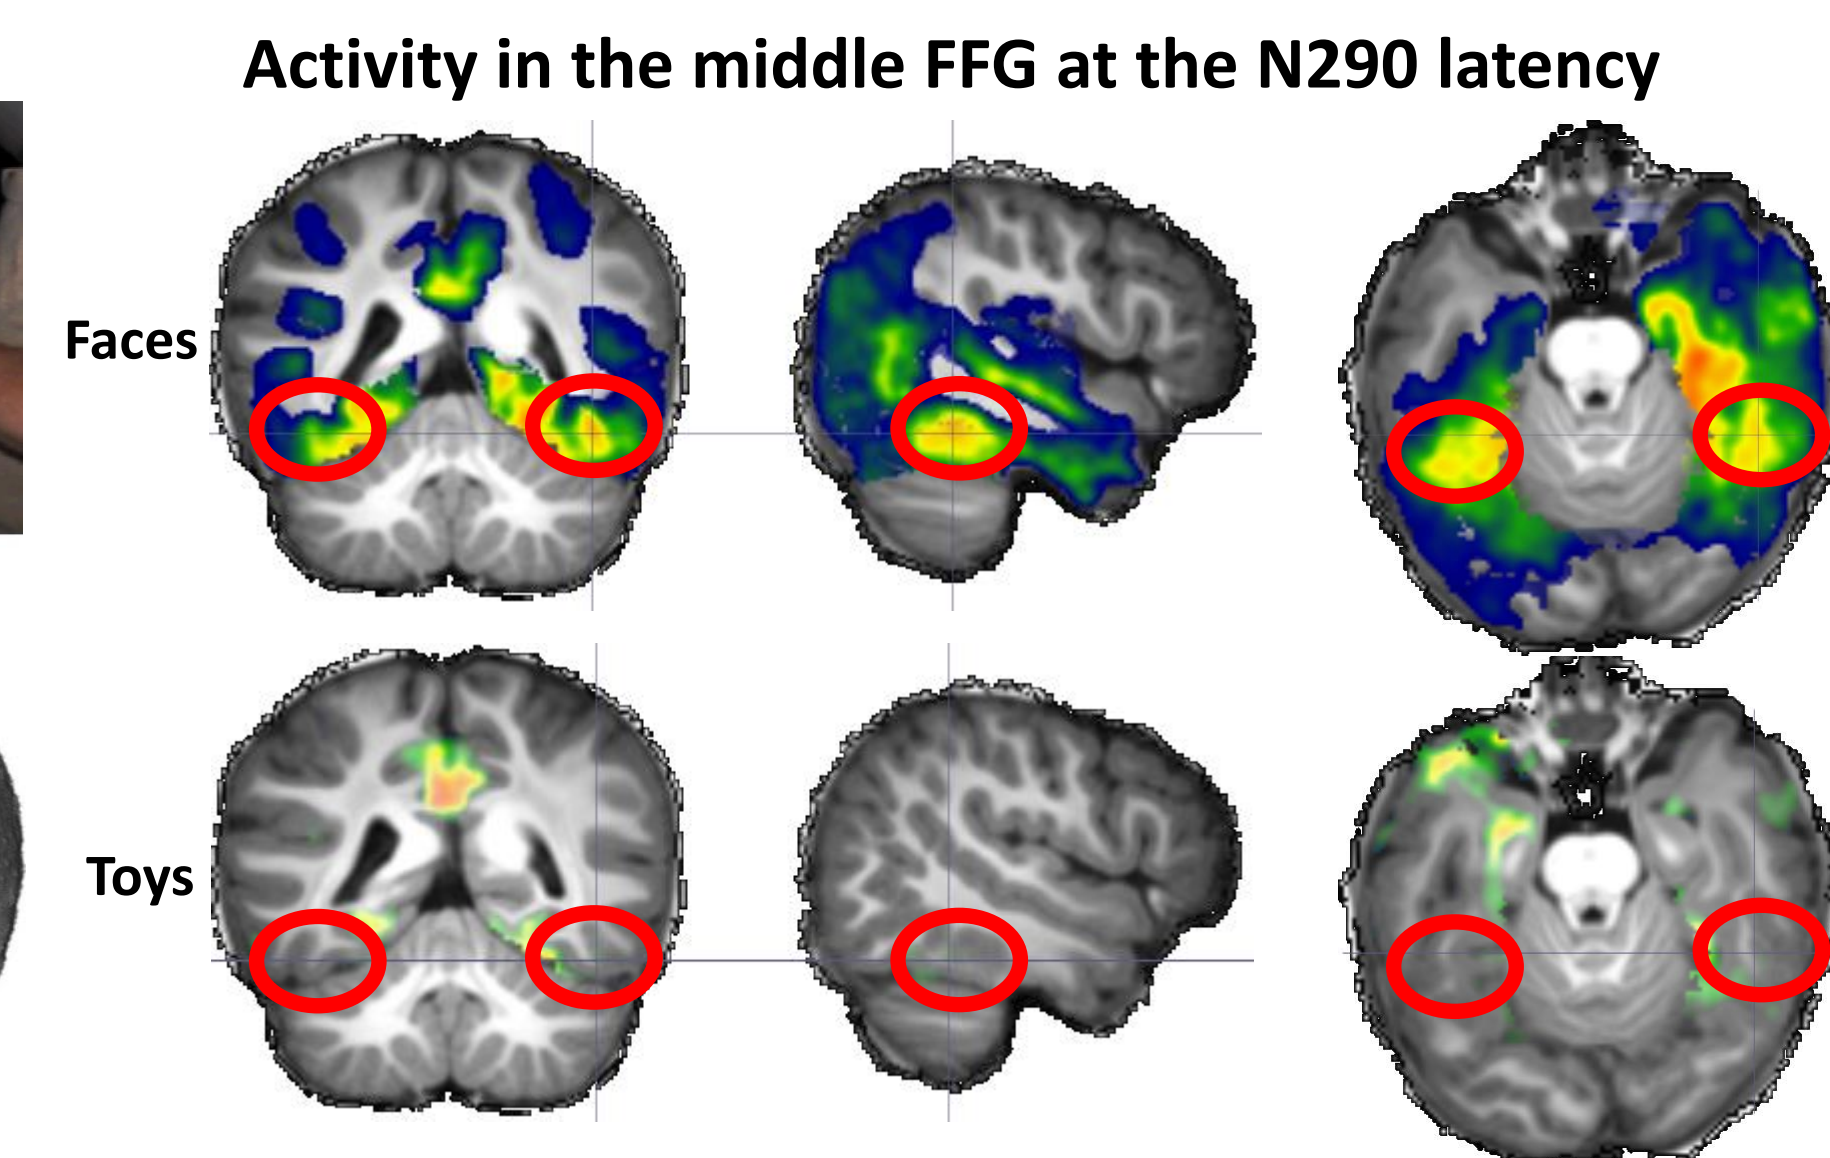 Activity in the middle FFG at the N290 latency
Faces
Toys